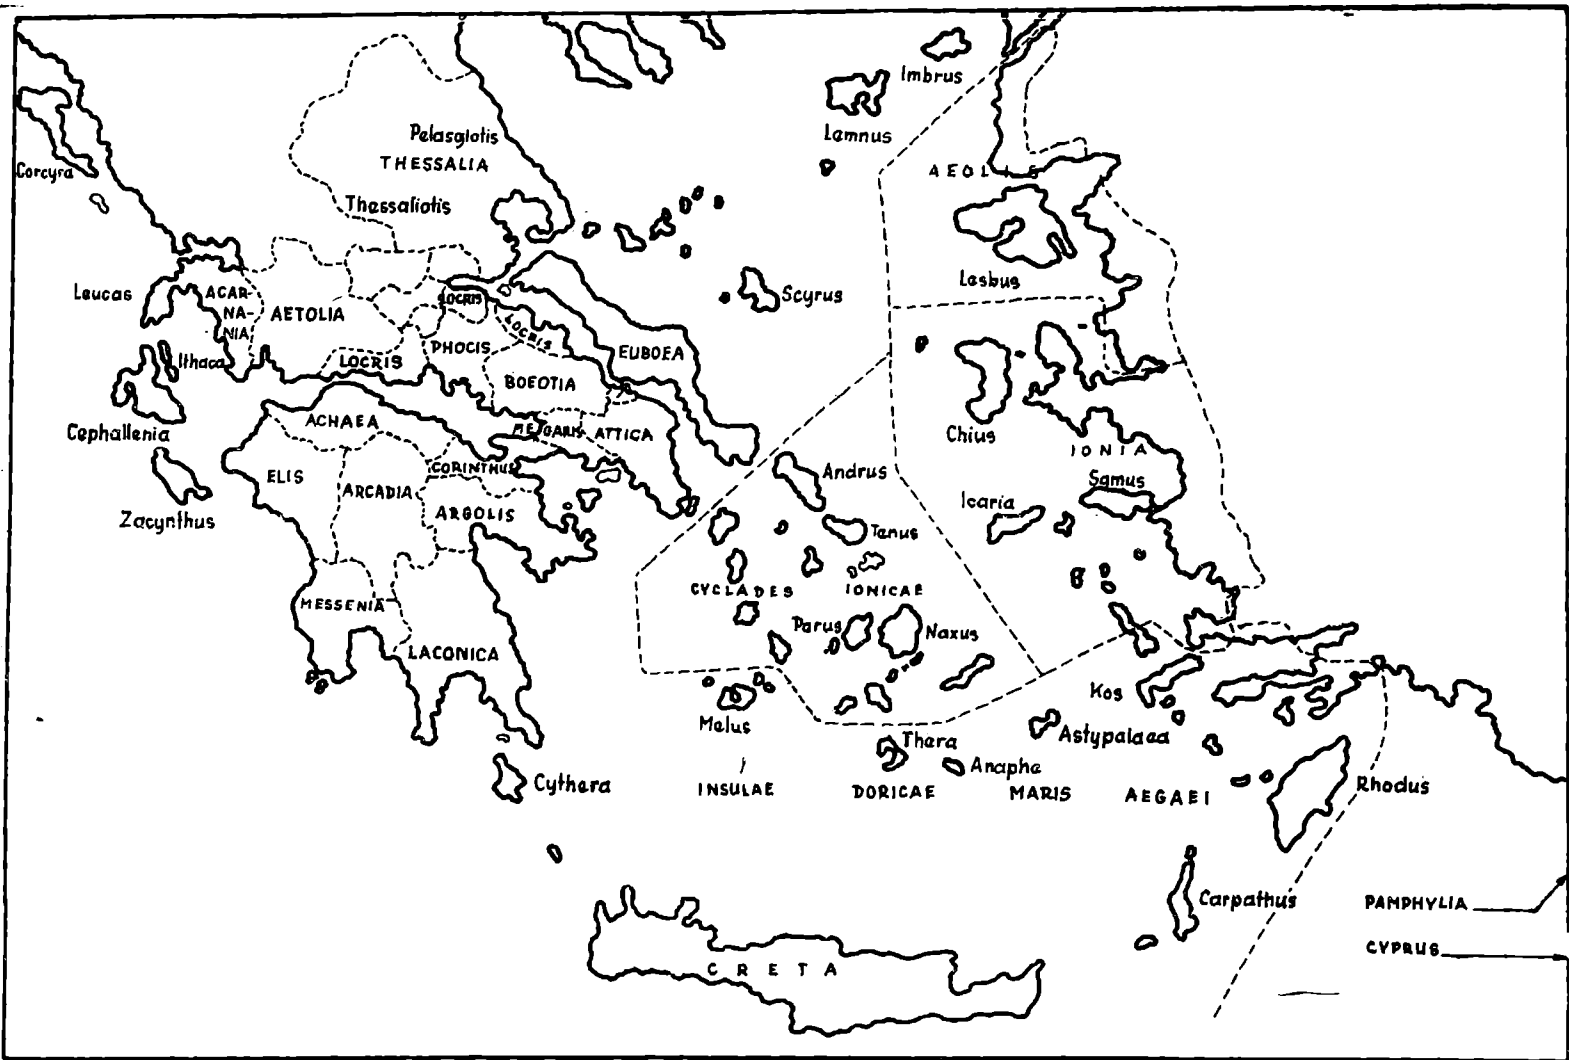 Imbrus
Lemnus
Pelasgiotis
THESSALIA
Corcyra
AEOLIS
Thessaliotis
Lesbus
Leucas
ACAR-
NA-
NIA
AETOLIA
LOCRIS
LOCRIS
Scyrus
Ithaca
LOCRIS
PHOCIS
EUBOEA
BOEOTIA
Cephallenia
ACHAEA
MEGARIS
ATTICA
Chius
IONIA
ELIS
CORINTHUS
Andrus
Samus
ARCADIA
Icaria
Zacynthus
ARGOLIS
Tenus
CYCLADES
IONICAE
MESSENIA
Parus
Naxus
LACONICA
Kos
Melus
Thera
Astypalaea
Anaphe
Cythera
INSULAE DORICAE MARIS AEGAEI
Rhodus
Carpathus
PAMPHYLIA
CYPRUS
CRETA